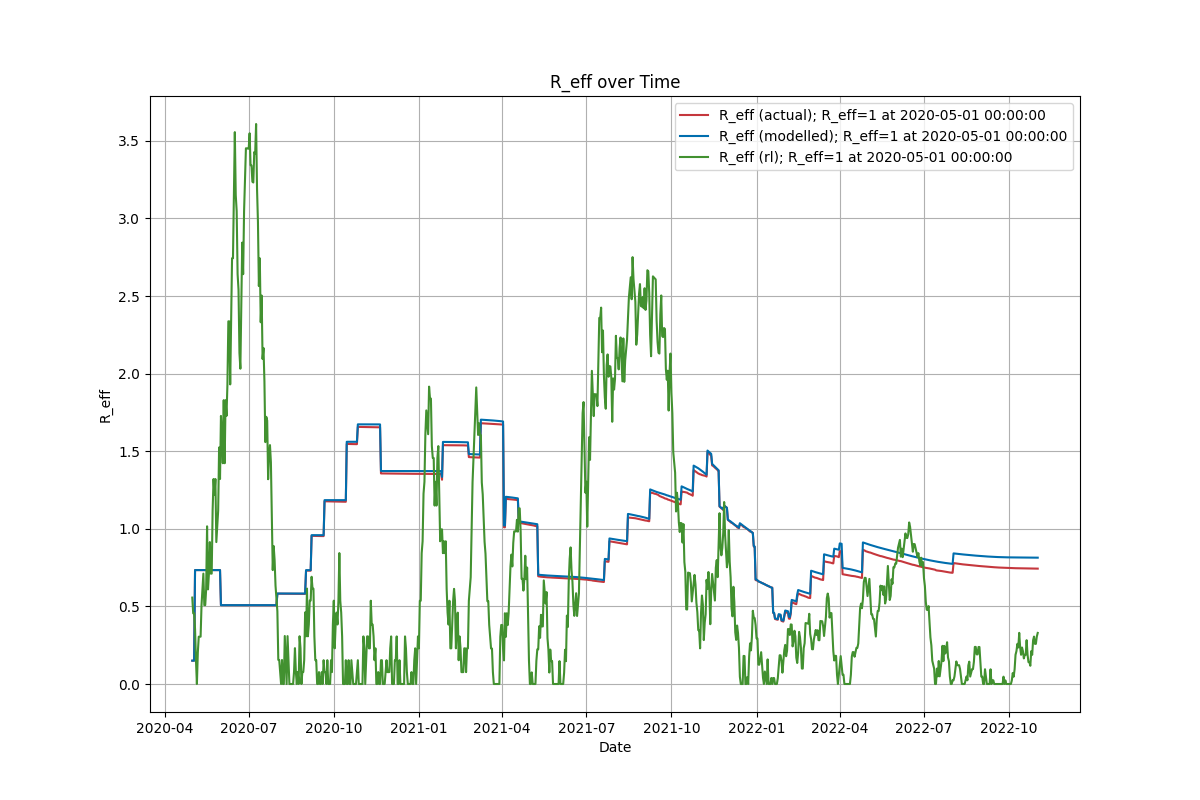 R_eff over Time
R_eff (actual); R_eff=1 at 2020-05-01 00:00:00
R_eff (modelled); R_eff=1 at 2020-05-01 00:00:00
R_eff (rl); R_eff=1 at 2020-05-01 00:00:00
R_eff
3.5
3.0
2.5
2.0
1.5
1.0
0.5
0.0
2020-04 2020-07 2020-10 2021-01 2021-04 2021-07 2021-10 2022-01 2022-04 2022-07 2022-10
Date